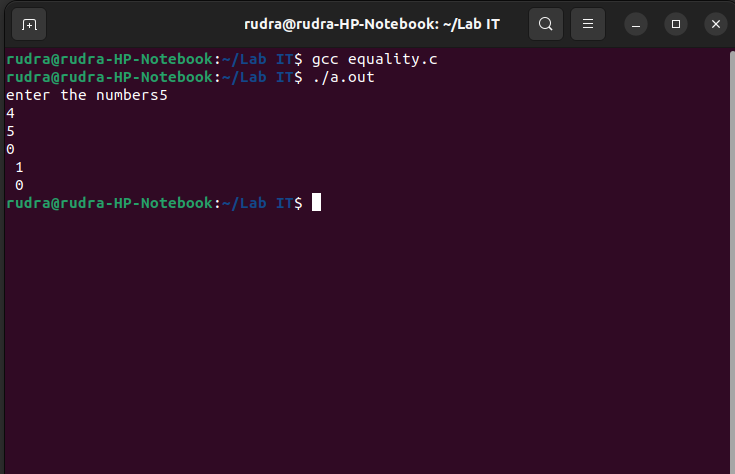 rudra@rudra-HP-Notebook: ~/Lab IT
rudra@rudra-HP-Notebook:~/Lab IT$ gcc equality.c
rudra@rudra-HP-Notebook:~/Lab IT$ ./a.out
enter the numbers5
4
5
0
 1
 0
rudra@rudra-HP-Notebook:~/Lab IT$